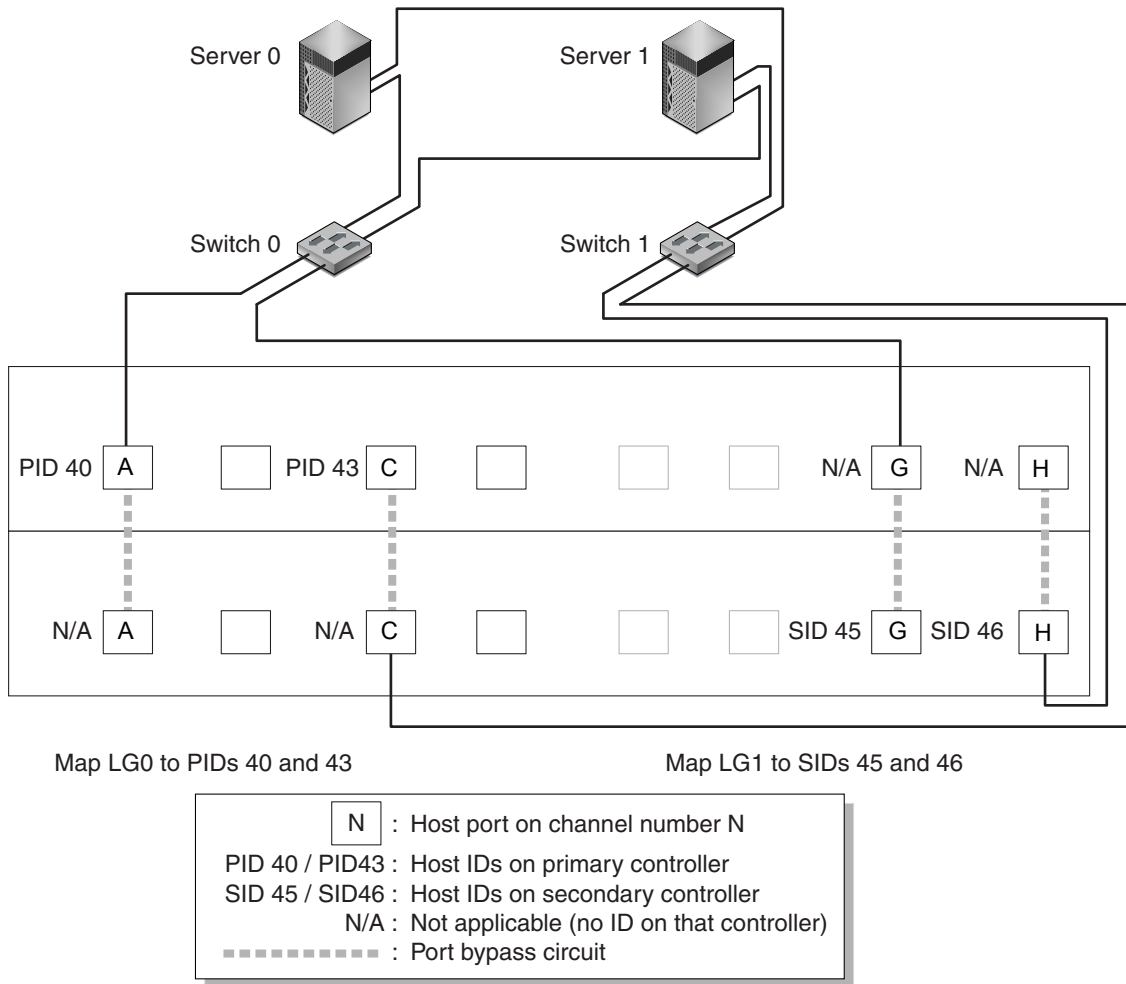 Server 0
Server 1
Switch 0
Switch 1
PID 40 A PID 43 C N/A G N/A H
N/A A N/A C SID 45 G SID 46 H
Map LG0 to PIDs 40 and 43
Map LG1 to SIDs 45 and 46
N : Host port on channel number N
PID 40 / PID43 : Host IDs on primary controller
SID 45 / SID46 : Host IDs on secondary controller
N/A : Not applicable (no ID on that controller)
: Port bypass circuit